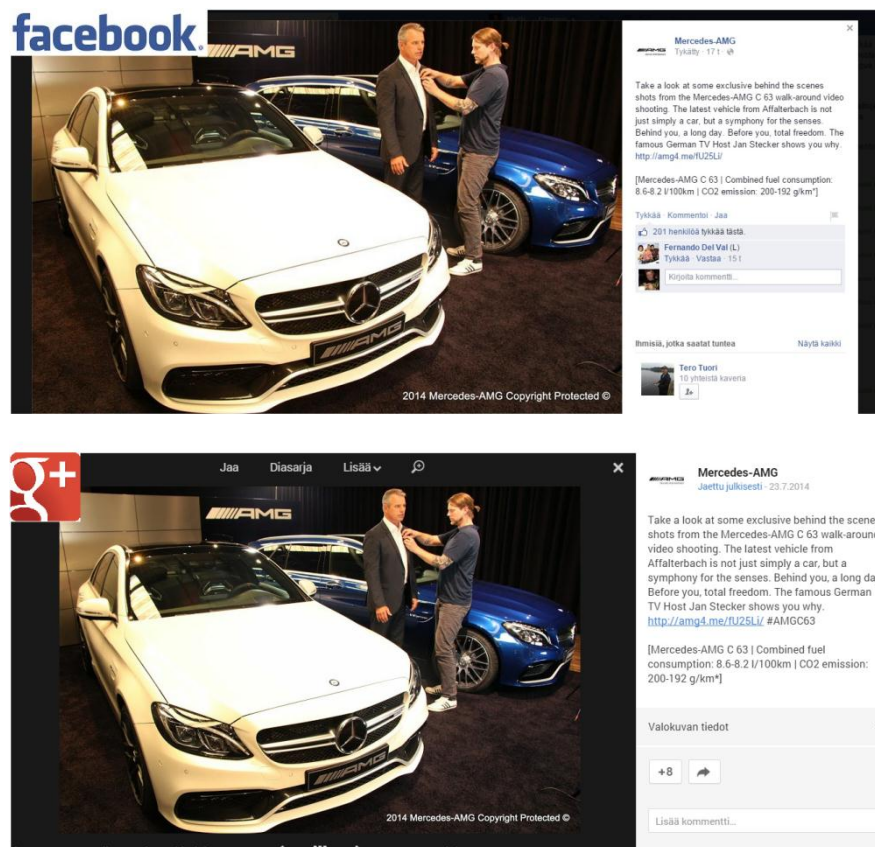 facebook.
AMG
AMG
2014 Mercedes-AMG Copyright Protected ©
Mercedes-AMG
AMG
Tykätty · 17 t ·
Take a look at some exclusive behind the scenes
shots from the Mercedes-AMG C 63 walk-around video
shooting. The latest vehicle from Affalterbach is not
just simply a car, but a symphony for the senses.
Behind you, a long day. Before you, total freedom. The
famous German TV Host Jan Stecker shows you why.
http://amg4.me/fU25Li/
[Mercedes-AMG C 63 | Combined fuel consumption:
8.6-8.2 l/100km | CO2 emission: 200-192 g/km*]
Tykkää · Kommentoi · Jaa
201 henkilöä tykkää tästä.
Fernando Del Val (L)
Tykkää · Vastaa · 15 t
Kirjoita kommentti...
Ihmisiä, jotka saatat tuntea Näytä kaikki
Tero Tuori
10 yhteistä kaveria
g+
Jaa Diasarja Lisää
AMG
AMG
2014 Mercedes-AMG Copyright Protected ©
Mercedes-AMG
AMG
Jaettu julkisesti - 23.7.2014
Take a look at some exclusive behind the scene
shots from the Mercedes-AMG C 63 walk-around
video shooting. The latest vehicle from
Affalterbach is not just simply a car, but a
symphony for the senses. Behind you, a long da
Before you, total freedom. The famous German
TV Host Jan Stecker shows you why.
http://amg4.me/fU25Li/ #AMGC63
[Mercedes-AMG C 63 | Combined fuel
consumption: 8.6-8.2 l/100km | CO2 emission:
200-192 g/km*]
Valokuvan tiedot
+8
Lisää kommentti...